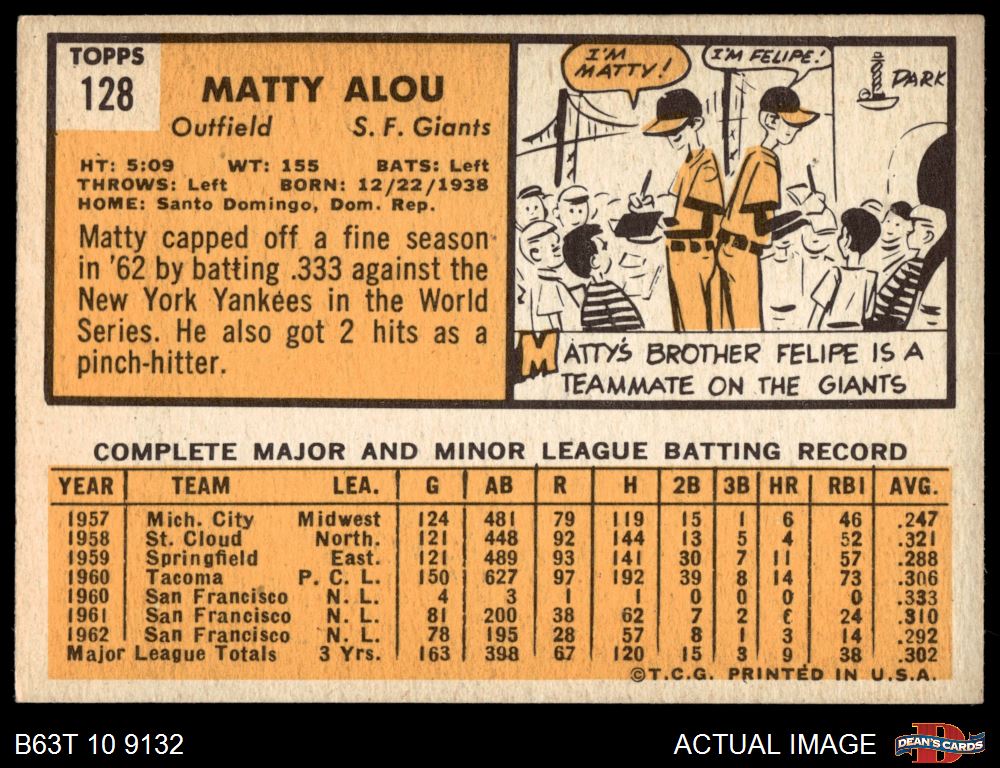 TOPPS
128
MATTY ALOU
Outfield S. F. Giants
HT: 5:09 WT: 155 BATS: Left
THROWS: Left BORN: 12/22/1938
HOME: Santo Domingo, Dom. Rep.
Matty capped off a fine season
in '62 by batting .333 against the
New York Yankees in the World
Series. He also got 2 hits as a
pinch-hitter.
I'M
MATTY!
I'M FELIPE!
DARK
MATTY'S BROTHER FELIPE IS A
TEAMMATE ON THE GIANTS
COMPLETE MAJOR AND MINOR LEAGUE BATTING RECORD
YEAR TEAM LEA. G AB R H 2B 3B HR RBI AVG.
1957 Mich. City Midwest 124 481 79 119 15 1 6 46 .247
1958 St. Cloud North. 121 448 92 144 13 5 4 52 .321
1959 Springfield East. 121 489 93 141 30 7 11 57 .288
1960 Tacoma P. C. L. 150 627 97 192 39 8 14 73 .306
1960 San Francisco N. L. 4 3 1 1 0 0 0 0 .333
1961 San Francisco N. L. 81 200 38 62 7 2 6 24 .310
1962 San Francisco N. L. 78 195 28 57 8 1 3 14 .292
Major League Totals 3 Yrs. 163 398 67 120 15 3 9 38 .302
©T.C.G. PRINTED IN U.S.A.
B63T 10 9132
ACTUAL IMAGE
D
DEAN'S CARDS